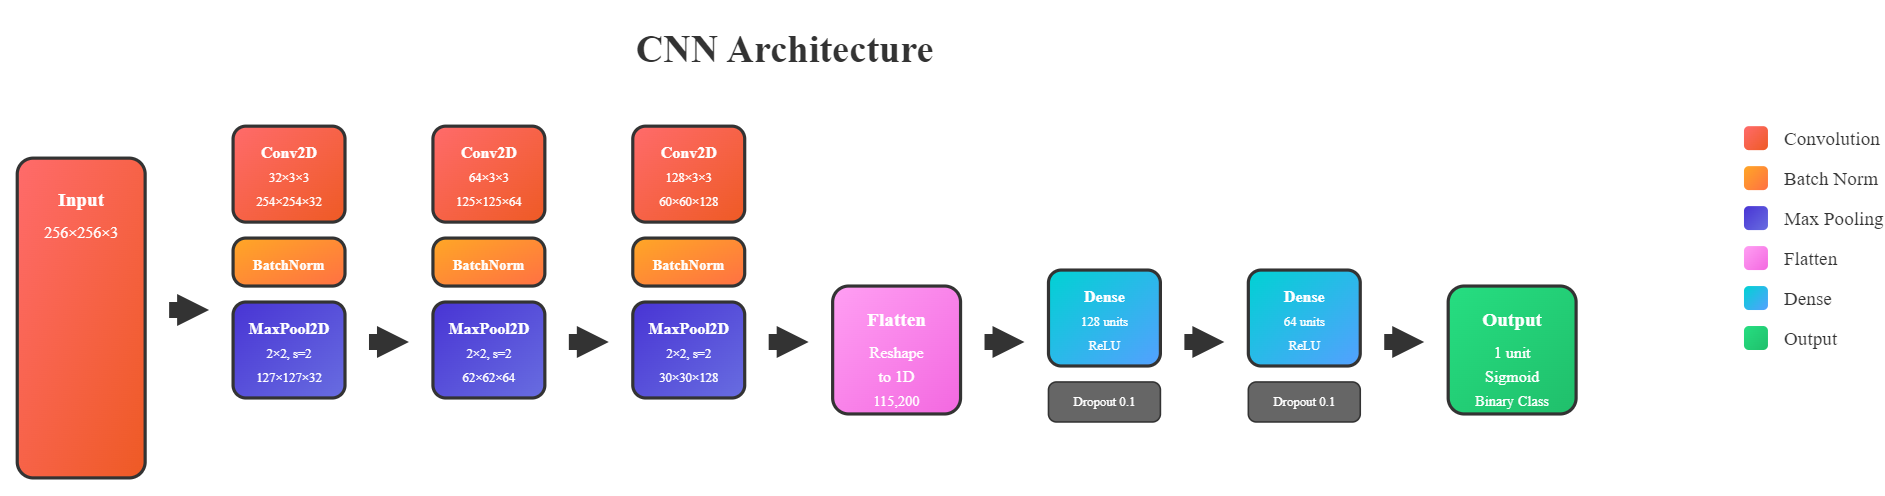 CNN Architecture
Input
256×256×3
Conv2D
32×3×3
254×254×32
BatchNorm
MaxPool2D
2×2, s=2
127×127×32
Conv2D
64×3×3
125×125×64
BatchNorm
MaxPool2D
2×2, s=2
62×62×64
Conv2D
128×3×3
60×60×128
BatchNorm
MaxPool2D
2×2, s=2
30×30×128
Flatten
Reshape
to 1D
115,200
Dense
128 units
ReLU
Dropout 0.1
Dense
64 units
ReLU
Dropout 0.1
Output
1 unit
Sigmoid
Binary Class
Convolution
Batch Norm
Max Pooling
Flatten
Dense
Output